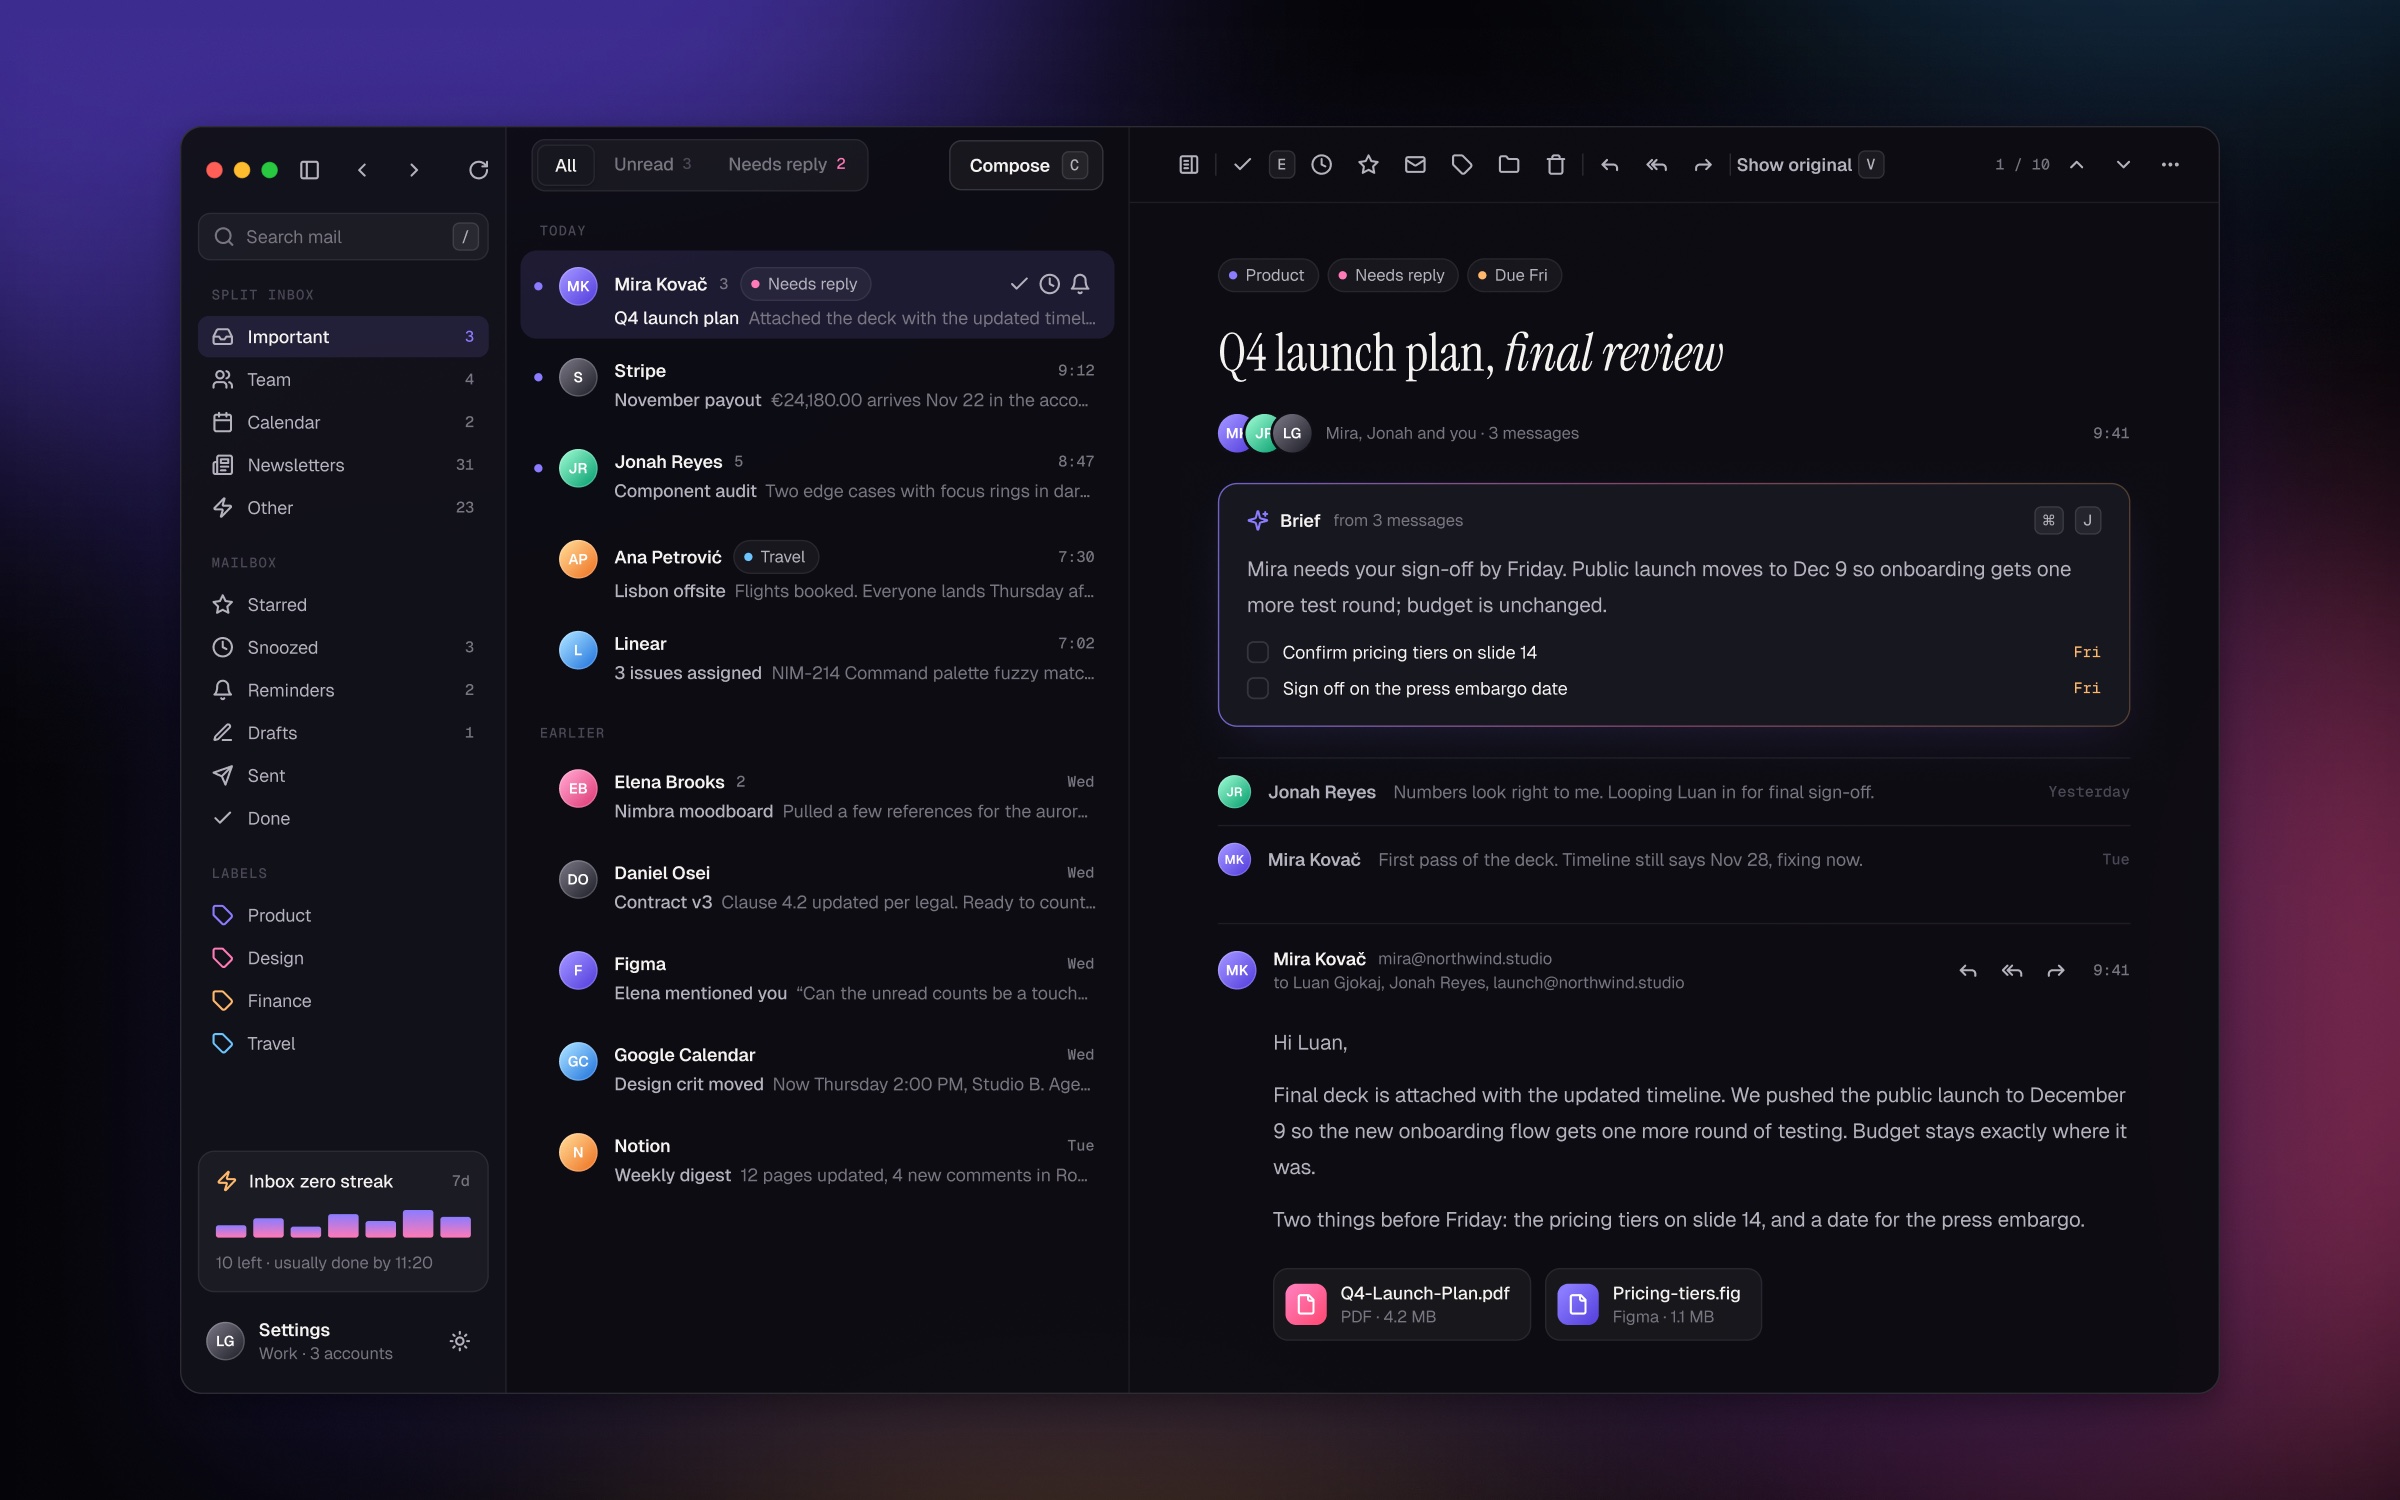 Search mail /
SPLIT INBOX
Important 3
Team 4
Calendar 2
Newsletters 31
Other 23
MAILBOX
Starred
Snoozed 3
Reminders 2
Drafts 1
Sent
Done
LABELS
Product
Design
Finance
Travel
Inbox zero streak 7d
10 left · usually done by 11:20
LG
Settings
Work · 3 accounts
All Unread 3 Needs reply 2
Compose C
TODAY
MK
Mira Kovač 3 Needs reply
Q4 launch plan Attached the deck with the updated timel…
S
Stripe 9:12
November payout €24,180.00 arrives Nov 22 in the acco…
JR
Jonah Reyes 5 8:47
Component audit Two edge cases with focus rings in dar…
AP
Ana Petrović Travel 7:30
Lisbon offsite Flights booked. Everyone lands Thursday af…
L
Linear 7:02
3 issues assigned NIM-214 Command palette fuzzy matc…
EARLIER
EB
Elena Brooks 2 Wed
Nimbra moodboard Pulled a few references for the auror…
DO
Daniel Osei Wed
Contract v3 Clause 4.2 updated per legal. Ready to count…
F
Figma Wed
Elena mentioned you “Can the unread counts be a touch…
GC
Google Calendar Wed
Design crit moved Now Thursday 2:00 PM, Studio B. Age…
N
Notion Tue
Weekly digest 12 pages updated, 4 new comments in Ro…
E Show original V 1 / 10
Product Needs reply Due Fri
Q4 launch plan, final review
MK JR LG Mira, Jonah and you · 3 messages 9:41
Brief from 3 messages ⌘ J
Mira needs your sign-off by Friday. Public launch moves to Dec 9 so onboarding gets one
more test round; budget is unchanged.
Confirm pricing tiers on slide 14 Fri
Sign off on the press embargo date Fri
JR Jonah Reyes Numbers look right to me. Looping Luan in for final sign-off. Yesterday
MK Mira Kovač First pass of the deck. Timeline still says Nov 28, fixing now. Tue
MK
Mira Kovač mira@northwind.studio 9:41
to Luan Gjokaj, Jonah Reyes, launch@northwind.studio
Hi Luan,
Final deck is attached with the updated timeline. We pushed the public launch to December
9 so the new onboarding flow gets one more round of testing. Budget stays exactly where it
was.
Two things before Friday: the pricing tiers on slide 14, and a date for the press embargo.
Q4-Launch-Plan.pdf
PDF · 4.2 MB
Pricing-tiers.fig
Figma · 1.1 MB